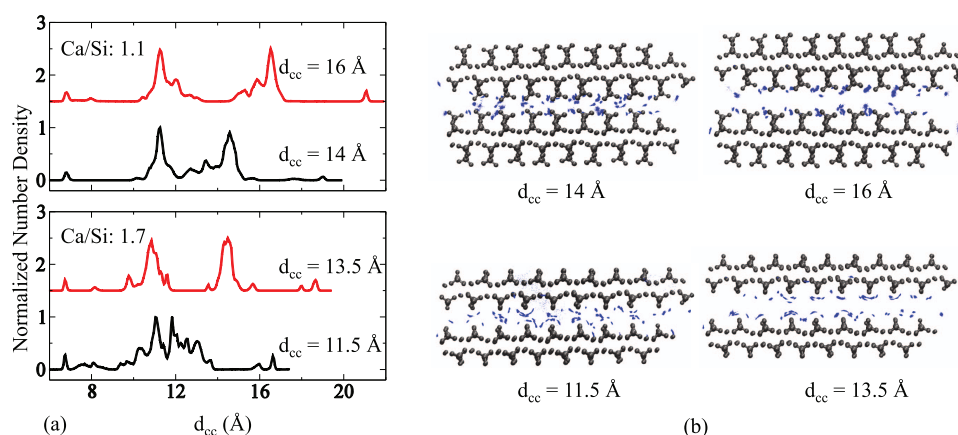 3
Ca/Si: 1.1
d_cc = 16 Å
2
1
d_cc = 14 Å
0
3
Ca/Si: 1.7
2
d_cc = 13.5 Å
1
d_cc = 11.5 Å
0
8 12 16 20
d_cc (Å)
Normalized Number Density
(a)
d_cc = 14 Å
d_cc = 16 Å
d_cc = 11.5 Å
d_cc = 13.5 Å
(b)